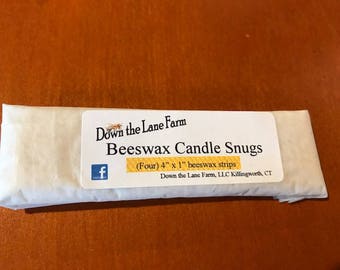 Down the Lane Farm
Beeswax Candle Snugs
(Four) 4” x 1” beeswax strips
Down the Lane Farm, LLC Killingworth, CT
f